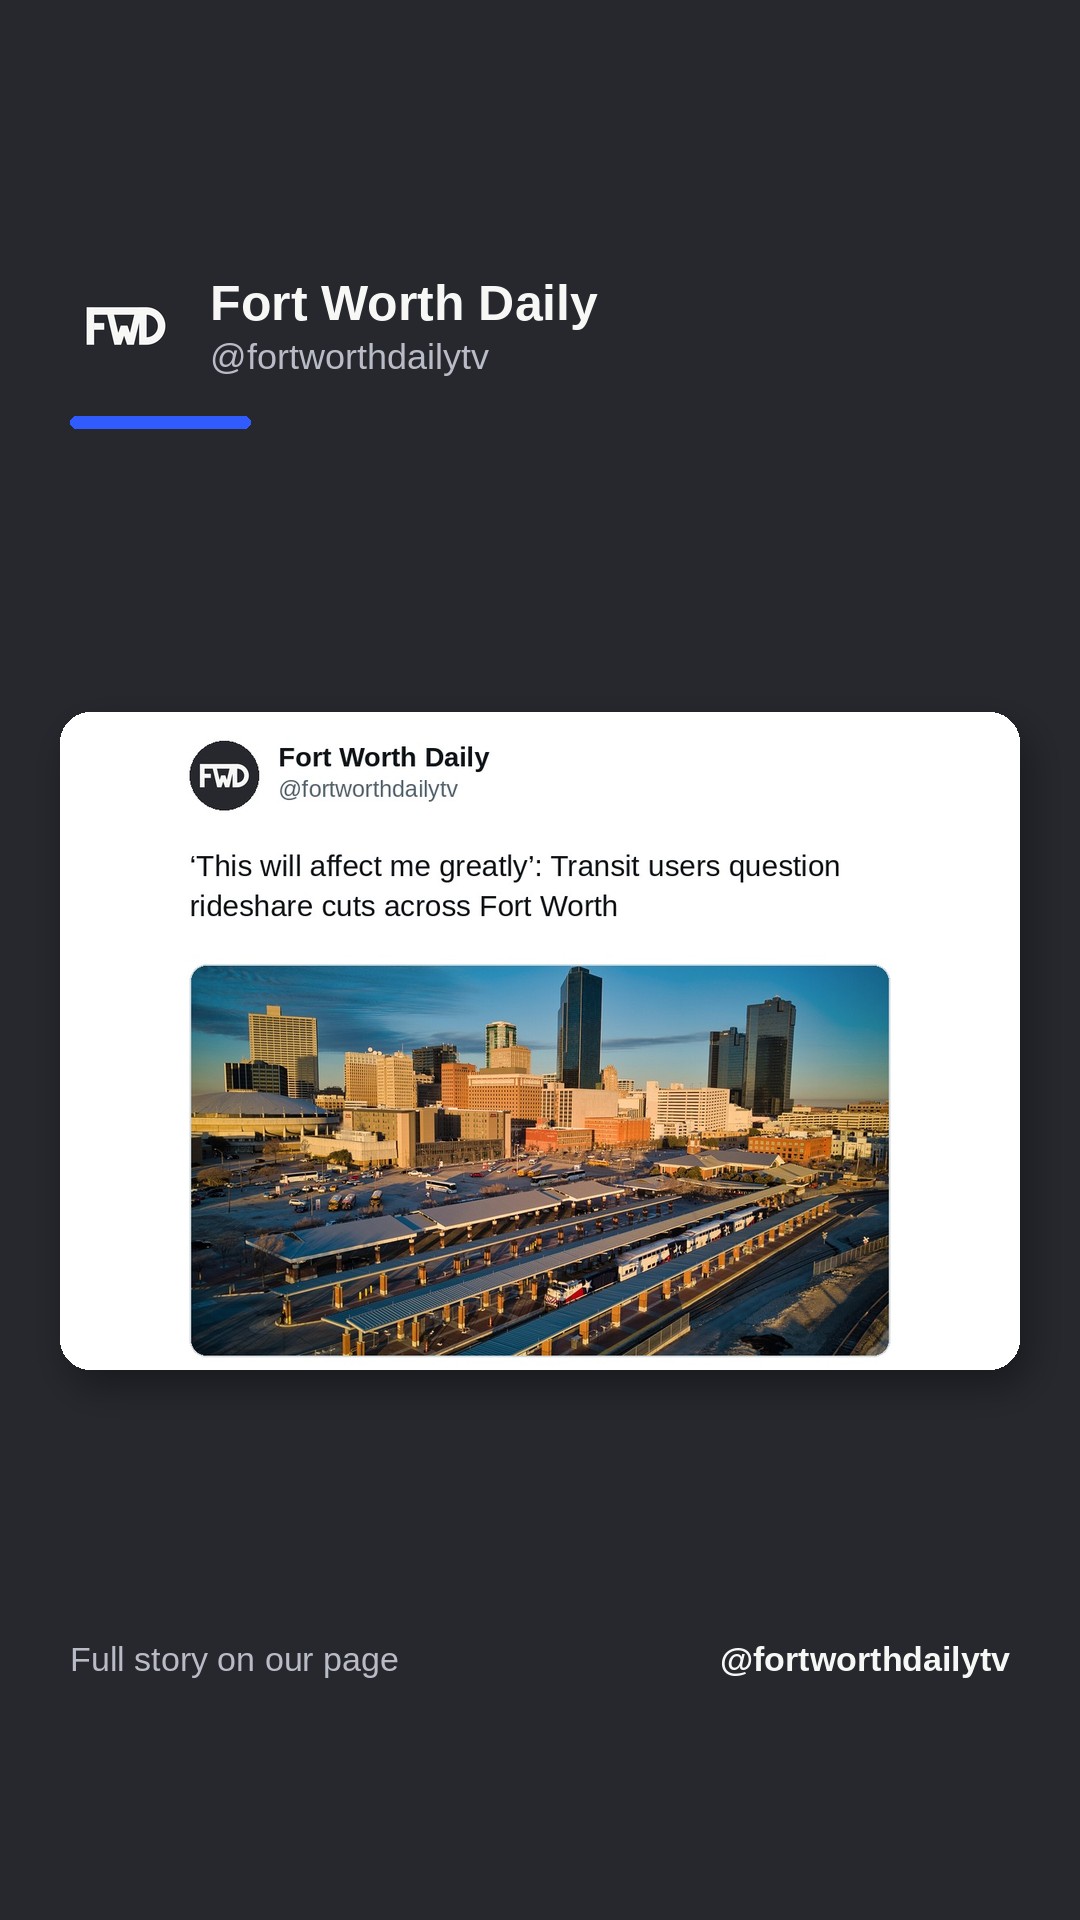 FWD
Fort Worth Daily
@fortworthdailytv
FWD
Fort Worth Daily
@fortworthdailytv
‘This will affect me greatly’: Transit users question
rideshare cuts across Fort Worth
Full story on our page
@fortworthdailytv